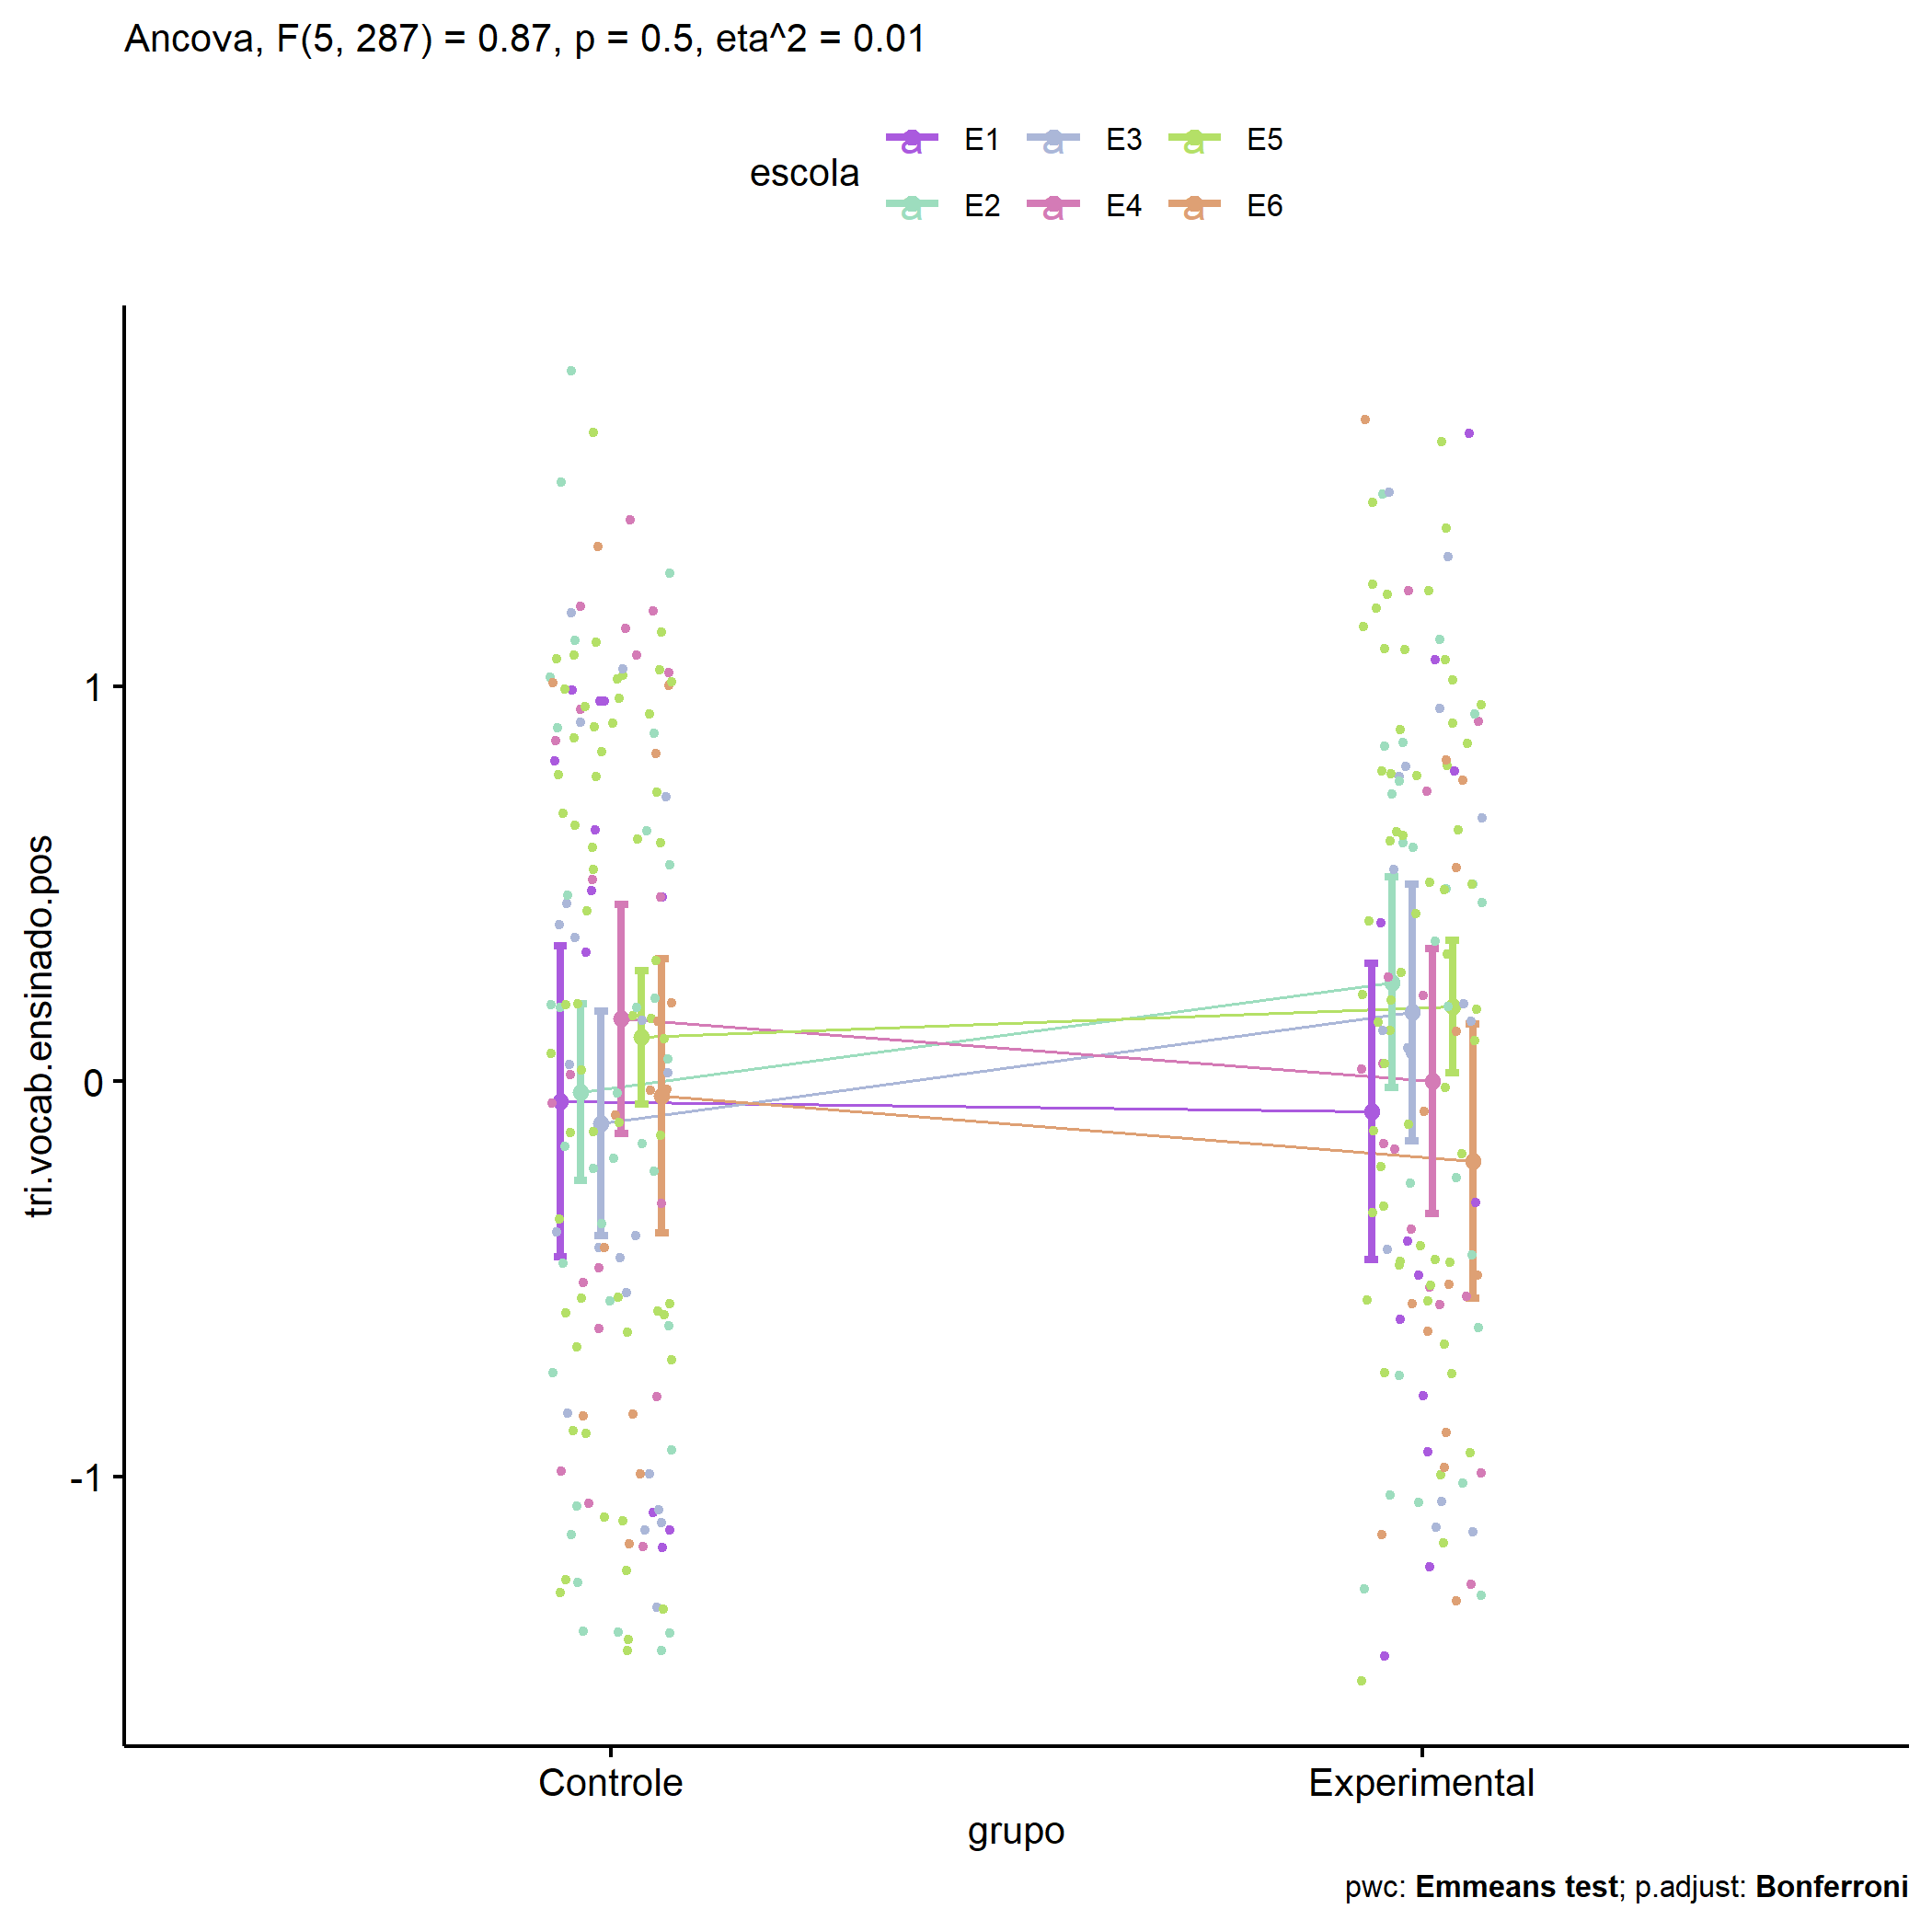 Ancova, F(5, 287) = 0.87, p = 0.5, eta^2 = 0.01
escola
a E1 a E3 a E5
a E2 a E4 a E6
tri.vocab.ensinado.pos
1
0
-1
Controle Experimental
grupo
pwc: Emmeans test; p.adjust: Bonferroni